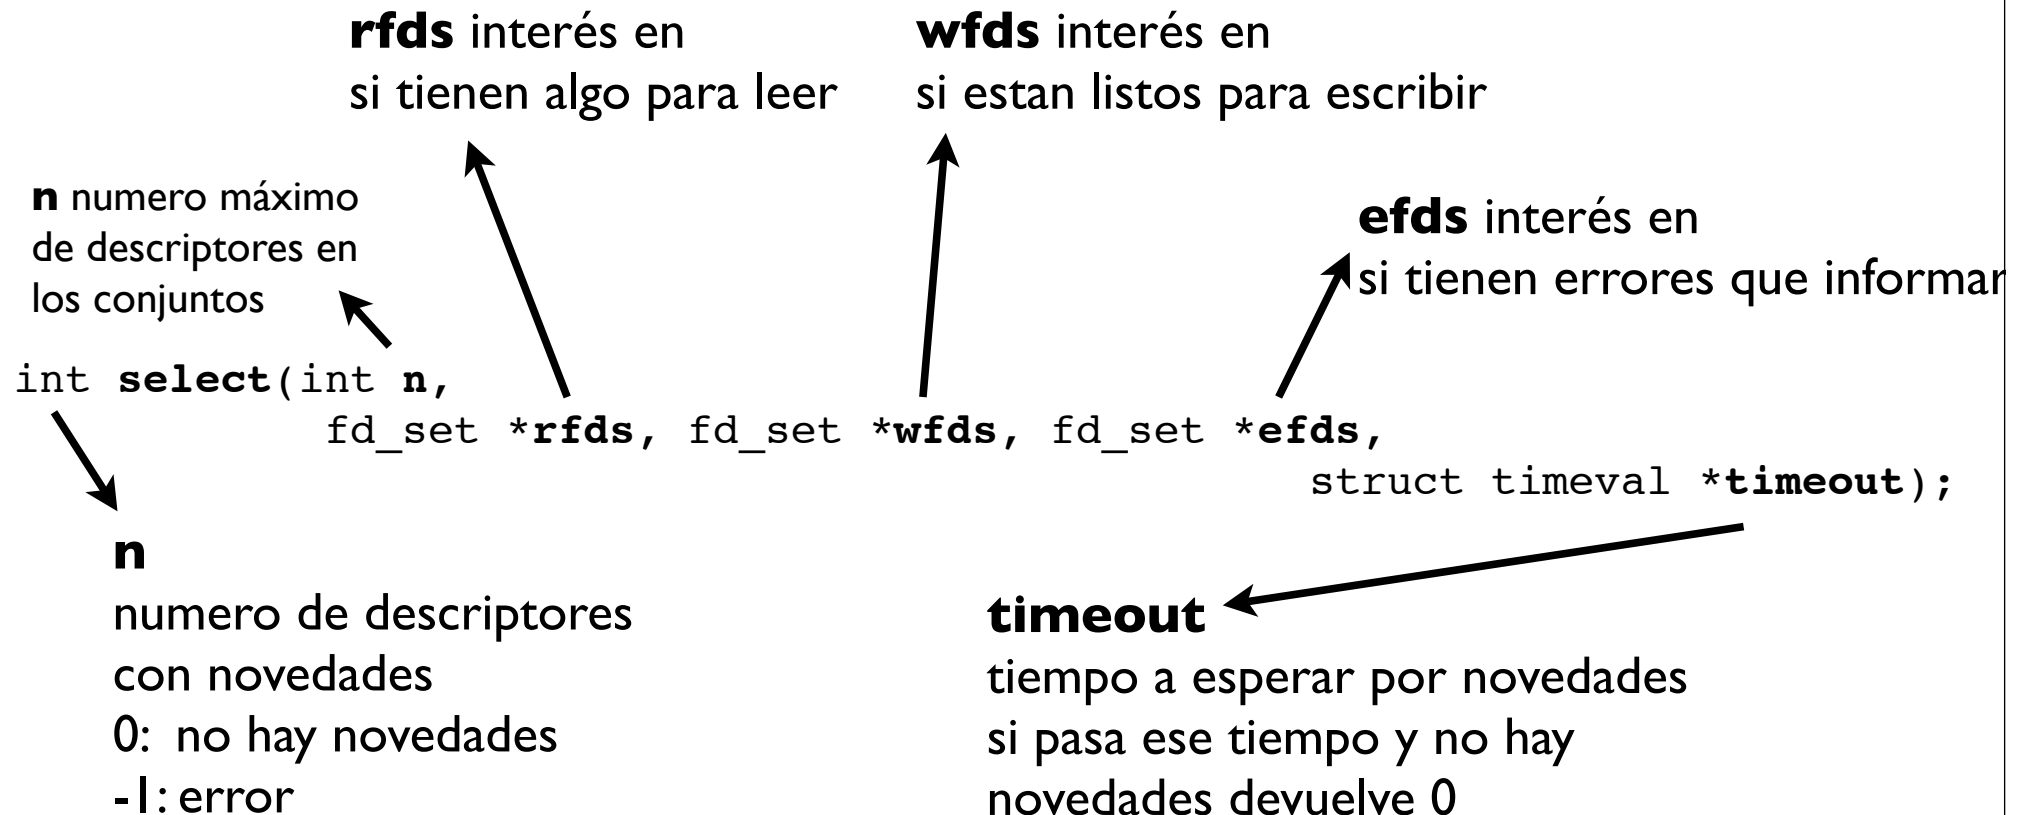 rfds interés en
si tienen algo para leer
wfds interés en
si estan listos para escribir
n numero máximo
de descriptores en
los conjuntos
efds interés en
si tienen errores que informar
int select(int n,
fd_set *rfds, fd_set *wfds, fd_set *efds,
struct timeval *timeout);
n
numero de descriptores
con novedades
0: no hay novedades
-1: error
timeout
tiempo a esperar por novedades
si pasa ese tiempo y no hay
novedades devuelve 0